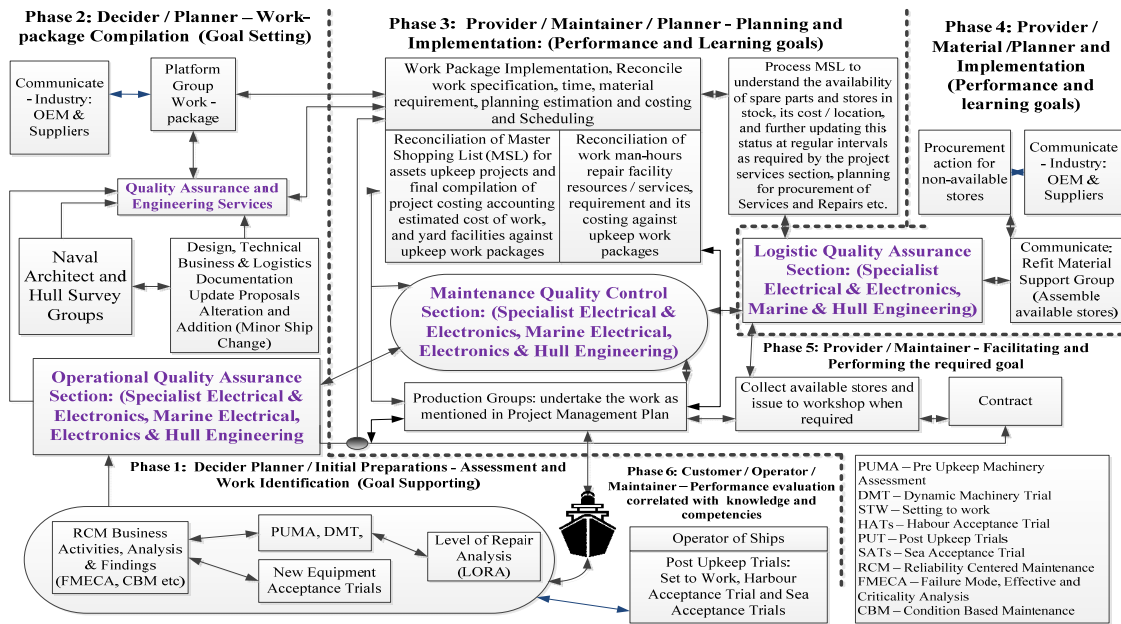 Phase 2: Decider / Planner – Work-
package Compilation (Goal Setting)
Communicate
- Industry:
OEM &
Suppliers
Platform
Group
Work -
package
Quality Assurance and
Engineering Services
Naval
Architect and
Hull Survey
Groups
Design, Technical
Business & Logistics
Documentation
Update Proposals
Alteration and
Addition (Minor Ship
Change)
Operational Quality Assurance
Section: (Specialist Electrical &
Electronics, Marine Electrical,
Electronics & Hull Engineering
Phase 3: Provider / Maintainer / Planner - Planning and
Implementation: (Performance and Learning goals)
Work Package Implementation, Reconcile
work specification, time, material
requirement, planning estimation and costing
and Scheduling
Reconciliation of Master
Shopping List (MSL) for
assets upkeep projects and
final compilation of
project costing accounting
estimated cost of work,
and yard facilities against
upkeep work packages
Reconciliation of
work man-hours
repair facility
resources / services,
requirement and its
costing against
upkeep work
packages
Process MSL to
understand the availability
of spare parts and stores in
stock, its cost / location,
and further updating this
status at regular intervals
as required by the project
services section, planning
for procurement of
Services and Repairs etc.
Maintenance Quality Control
Section: (Specialist Electrical &
Electronics, Marine Electrical,
Electronics & Hull Engineering)
Production Groups: undertake the work as
mentioned in Project Management Plan
Phase 4: Provider /
Material /Planner and
Implementation
(Performance and
learning goals)
Procurement
action for
non-available
stores
Communicate
- Industry:
OEM &
Suppliers
Logistic Quality Assurance
Section: (Specialist
Electrical & Electronics,
Marine & Hull Engineering)
Communicate:
Refit Material
Support Group
(Assemble
available stores)
Phase 5: Provider / Maintainer - Facilitating and
Performing the required goal
Collect available stores and
issue to workshop when
required
Contract
Phase 1: Decider Planner / Initial Preparations - Assessment and
Work Identification (Goal Supporting)
RCM Business
Activities, Analysis
& Findings
(FMECA, CBM etc)
PUMA, DMT,
New Equipment
Acceptance Trials
Level of Repair
Analysis
(LORA)
Phase6: Customer / Operator /
Maintainer – Performance evaluation
correlated with knowledge and
competencies
Operator of Ships
Post Upkeep Trials:
Set to Work, Harbour
Acceptance Trial and Sea
Acceptance Trials
PUMA – Pre Upkeep Machinery
Assessment
DMT – Dynamic Machinery Trial
STW – Setting to work
HATs – Habour Acceptance Trial
PUT – Post Upkeep Trials
SATs – Sea Acceptance Trial
RCM – Reliability Centered Maintenance
FMECA – Failure Mode, Effective and
Criticality Analysis
CBM – Condition Based Maintenance